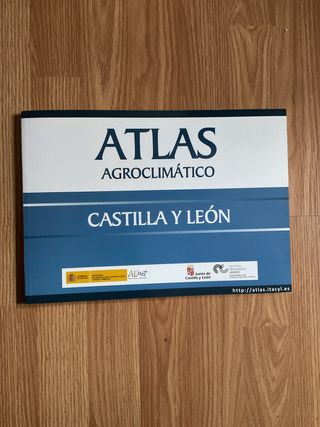 ATLAS
AGROCLIMÁTICO
CASTILLA Y LEÓN
AEmet
Junta de
Castilla y León
http://atlas.itacyl.es